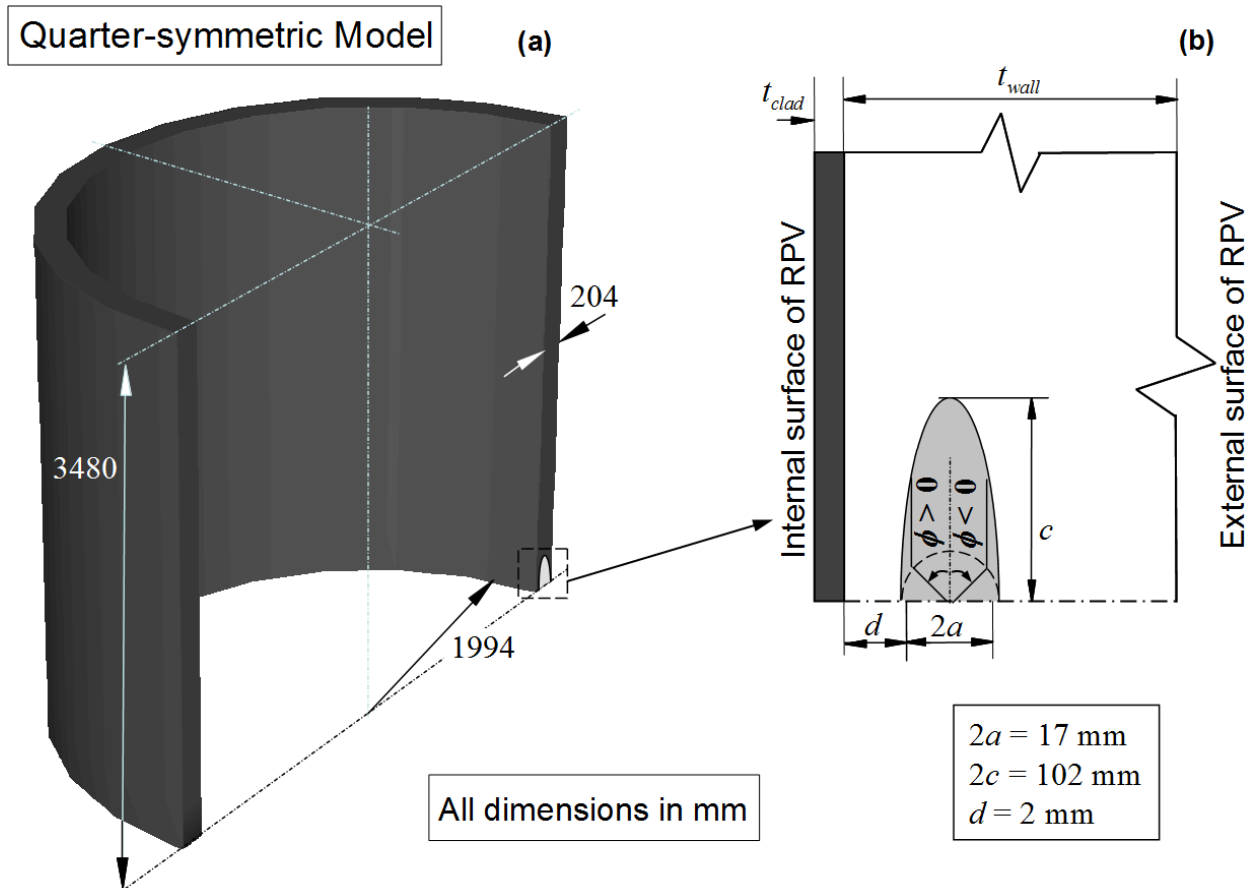 Quarter-symmetric Model
(a)
(b)
t_wall
t_clad
204
Internal surface of RPV
External surface of RPV
3480
ϕ > 0
ϕ < 0
c
d
2a
1994
2a = 17 mm
2c = 102 mm
d = 2 mm
All dimensions in mm